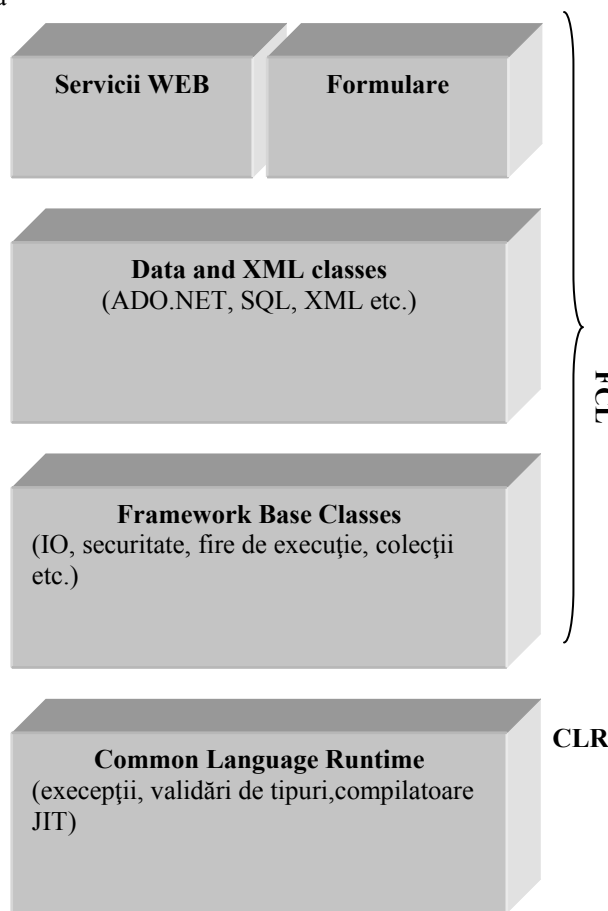 Servicii WEB
Formulare
Data and XML classes
(ADO.NET, SQL, XML etc.)
FCL
Framework Base Classes
(IO, securitate, fire de execuţie, colecţii
etc.)
CLR
Common Language Runtime
(execepţii, validări de tipuri,compilatoare
JIT)